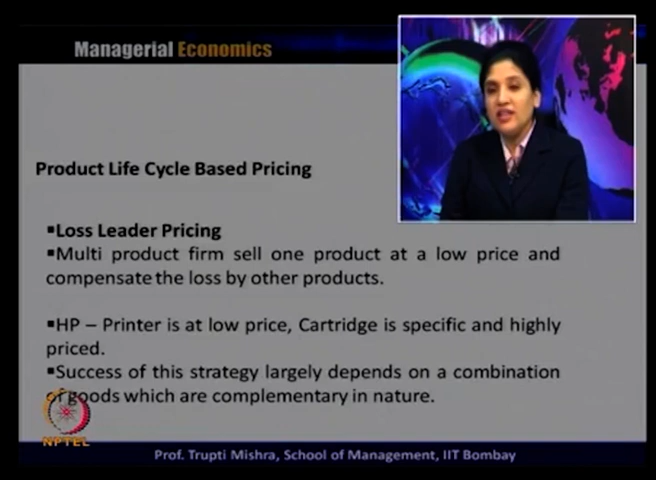 Managerial Economics
Product Life Cycle Based Pricing
▪Loss Leader Pricing
▪Multi product firm sell one product at a low price and
compensate the loss by other products.
▪HP – Printer is at low price, Cartridge is specific and highly
priced.
▪Success of this strategy largely depends on a combination
of goods which are complementary in nature.
NPTEL
Prof. Trupti Mishra, School of Management, IIT Bombay